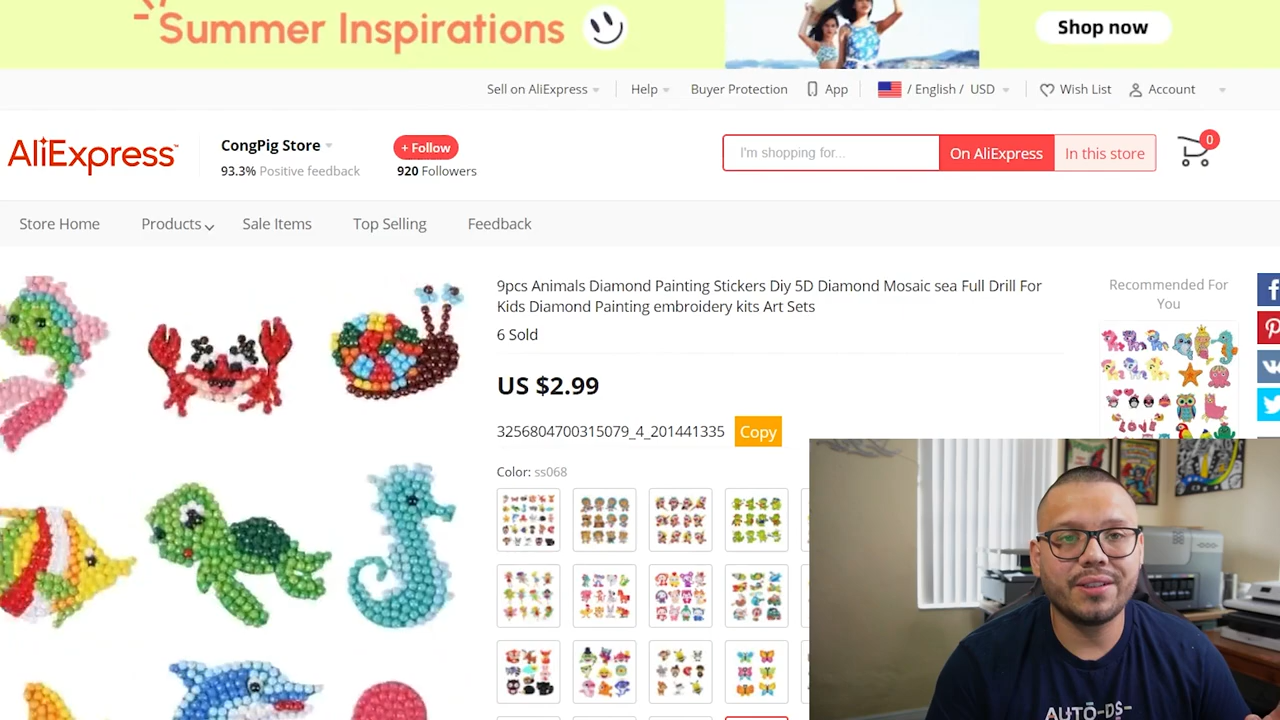 Summer Inspirations
Shop now
Sell on AliExpress
Help
Buyer Protection
App
/ English / USD
Wish List
Account
AliExpress
CongPig Store
93.3% Positive feedback
+ Follow
920 Followers
I'm shopping for...
On AliExpress
In this store
0
Store Home
Products
Sale Items
Top Selling
Feedback
9pcs Animals Diamond Painting Stickers Diy 5D Diamond Mosaic sea Full Drill For
Kids Diamond Painting embroidery kits Art Sets
6 Sold
US $2.99
3256804700315079_4_201441335
Copy
Color: ss068
Recommended For
You
AUTO-DS-